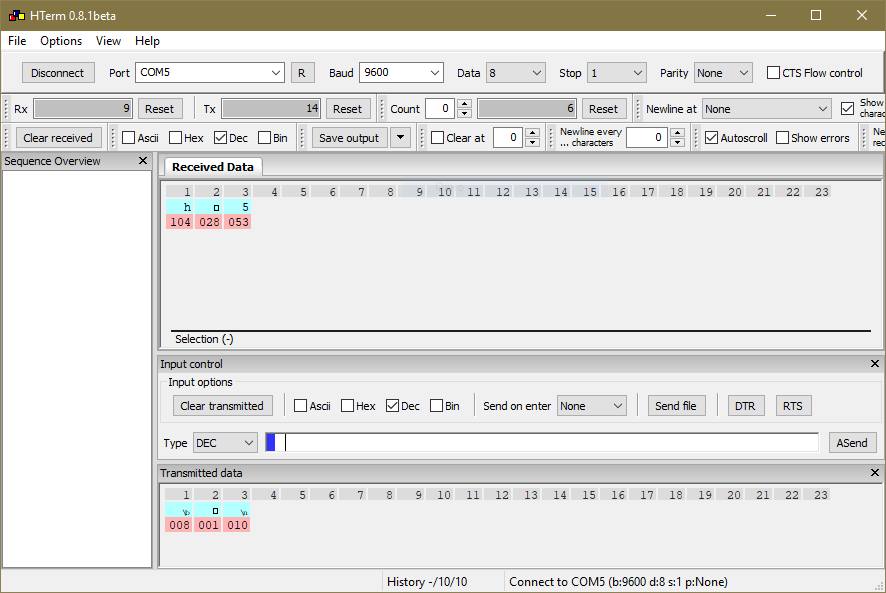 HTerm 0.8.1beta
File Options View Help
Disconnect Port COM5 R Baud 9600 Data 8 Stop 1 Parity None CTS Flow control
Rx 9 Reset Tx 14 Reset Count 0 6 Reset Newline at None Show
charac
Clear received Ascii Hex Dec Bin Save output Clear at 0 Newline every
... characters 0 Autoscroll Show errors Ne
rec
Sequence Overview
Received Data
1 2 3 4 5 6 7 8 9 10 11 12 13 14 15 16 17 18 19 20 21 22 23
h □ 5
104 028 053
Selection (-)
Input control
Input options
Clear transmitted Ascii Hex Dec Bin Send on enter None Send file DTR RTS
Type DEC ASend
Transmitted data
1 2 3 4 5 6 7 8 9 10 11 12 13 14 15 16 17 18 19 20 21 22 23
\b □ \n
008 001 010
History -/10/10 Connect to COM5 (b:9600 d:8 s:1 p:None)